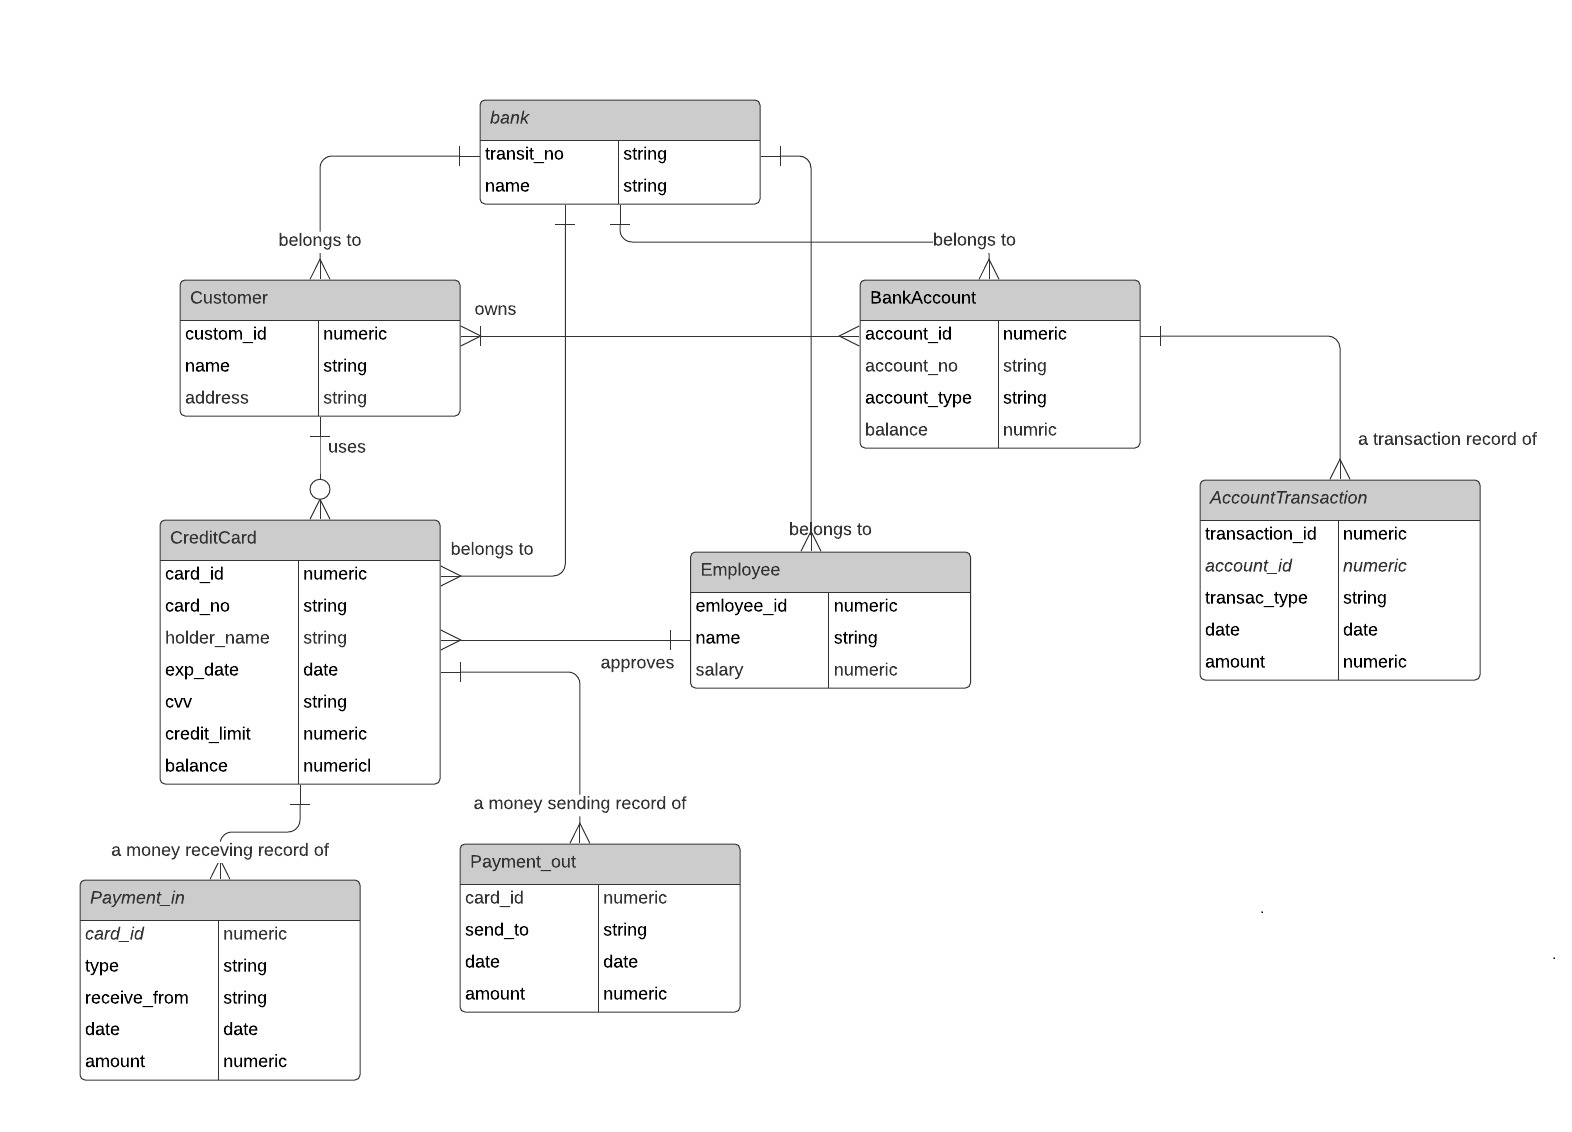 bank
transit_no string
name string
belongs to
belongs to
Customer
custom_id numeric
name string
address string
owns
BankAccount
account_id numeric
account_no string
account_type string
balance numric
uses
a transaction record of
AccountTransaction
transaction_id numeric
account_id numeric
transac_type string
date date
amount numeric
CreditCard
card_id numeric
card_no string
holder_name string
exp_date date
cvv string
credit_limit numeric
balance numericl
belongs to
belongs to
Employee
emloyee_id numeric
name string
salary numeric
approves
a money sending record of
a money receving record of
Payment_out
card_id numeric
send_to string
date date
amount numeric
Payment_in
card_id numeric
type string
receive_from string
date date
amount numeric